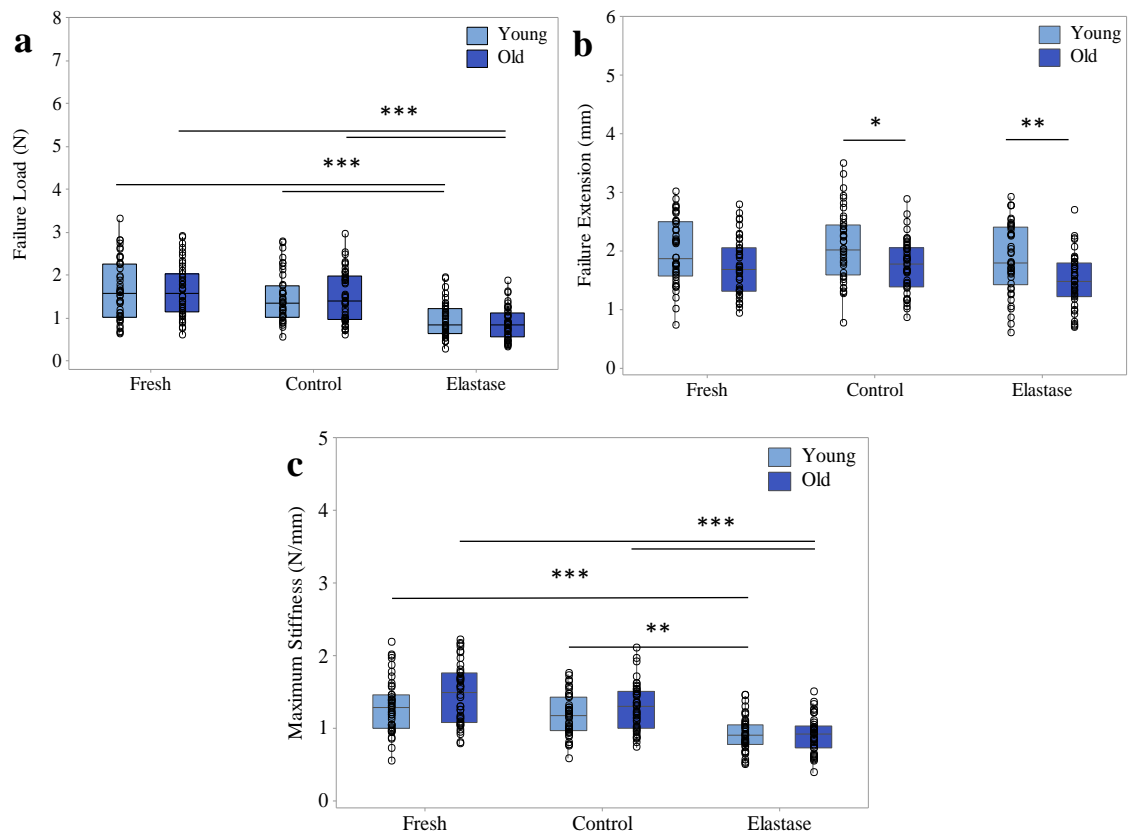 a
Young
Old
Failure Load (N)
8
7
6
5
4
3
2
1
0
***
***
Fresh Control Elastase
b
Young
Old
Failure Extension (mm)
6
5
4
3
2
1
0
*
**
Fresh Control Elastase
c
Young
Old
Maximum Stiffness (N/mm)
5
4
3
2
1
0
***
***
**
Fresh Control Elastase